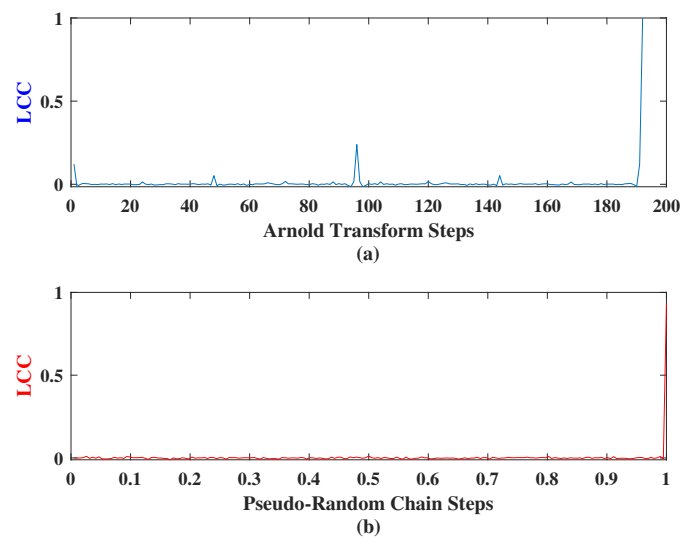 1
0.5
0
LCC
0 20 40 60 80 100 120 140 160 180 200
Arnold Transform Steps
(a)
1
0.5
0
LCC
0 0.1 0.2 0.3 0.4 0.5 0.6 0.7 0.8 0.9 1
Pseudo-Random Chain Steps
(b)